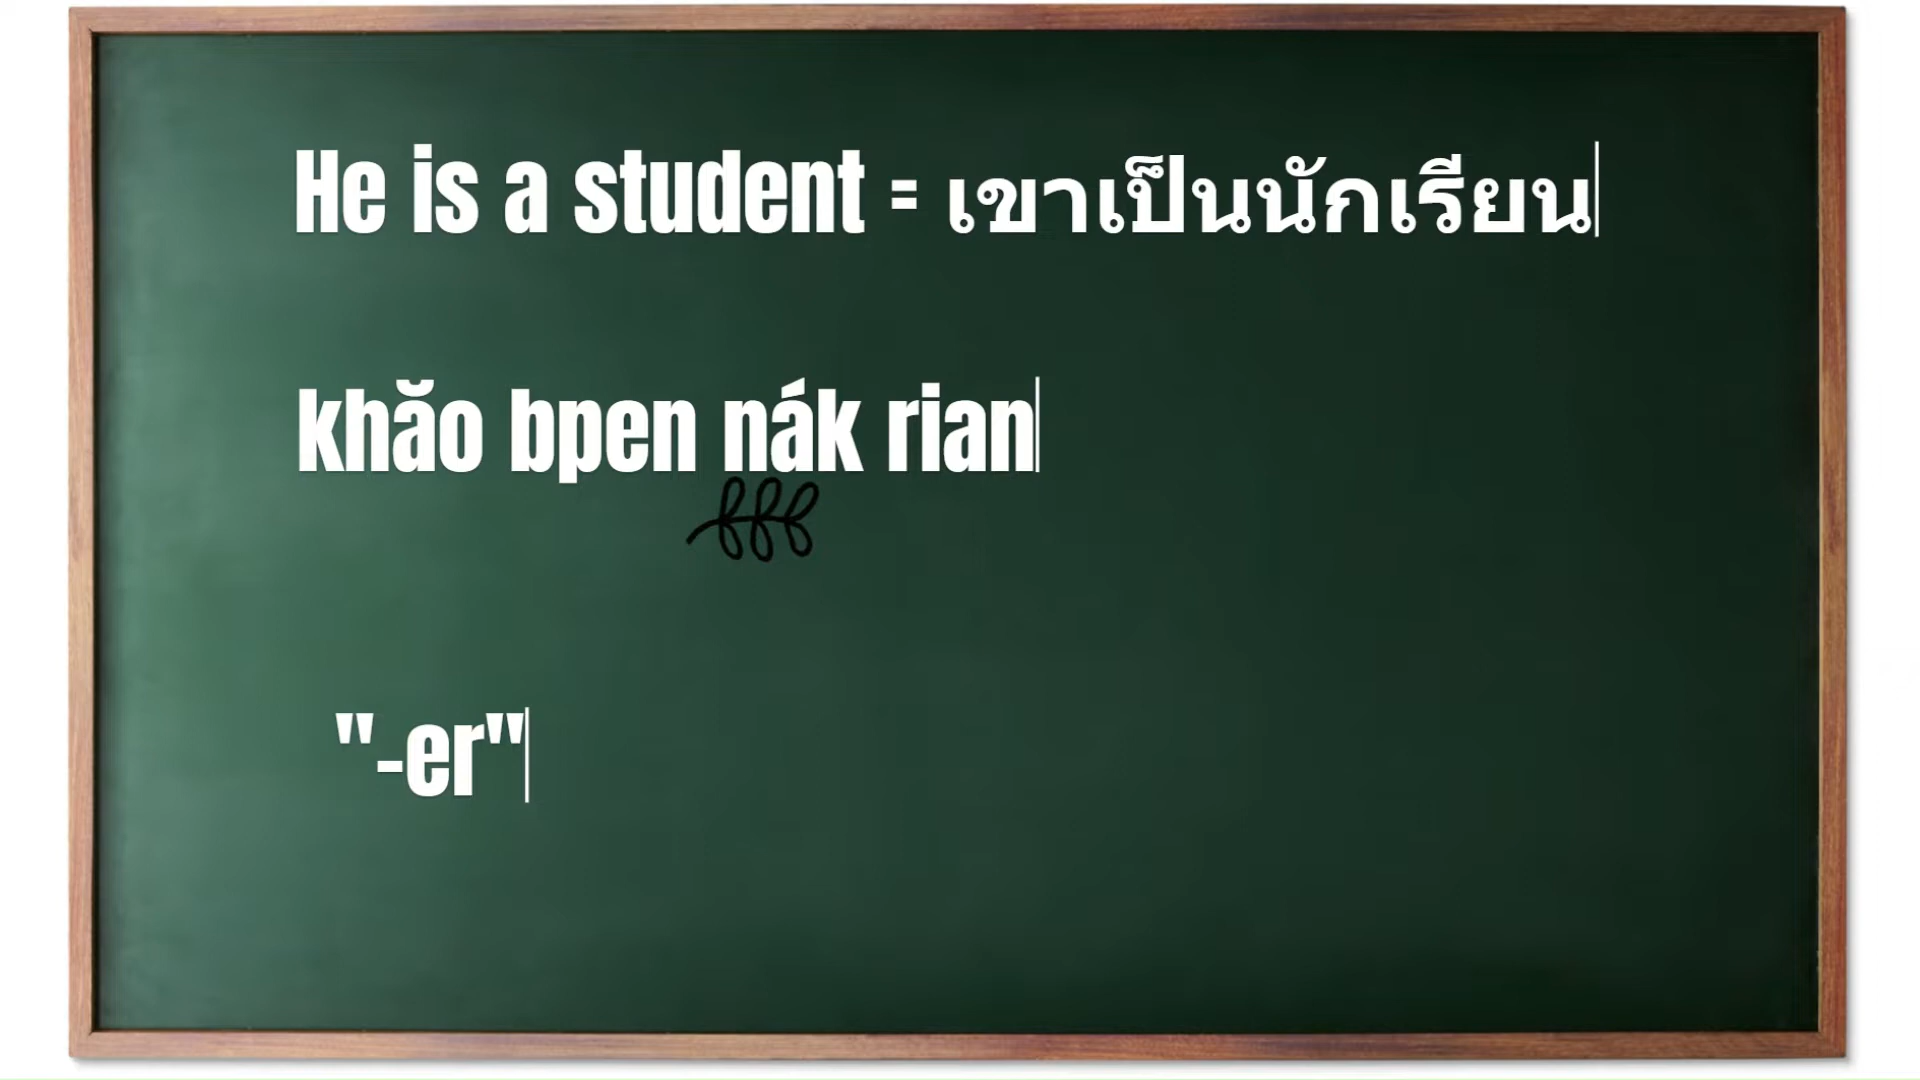 He is a student = เขาเป็นนักเรียน
khăo bpen nák rian
"-er"